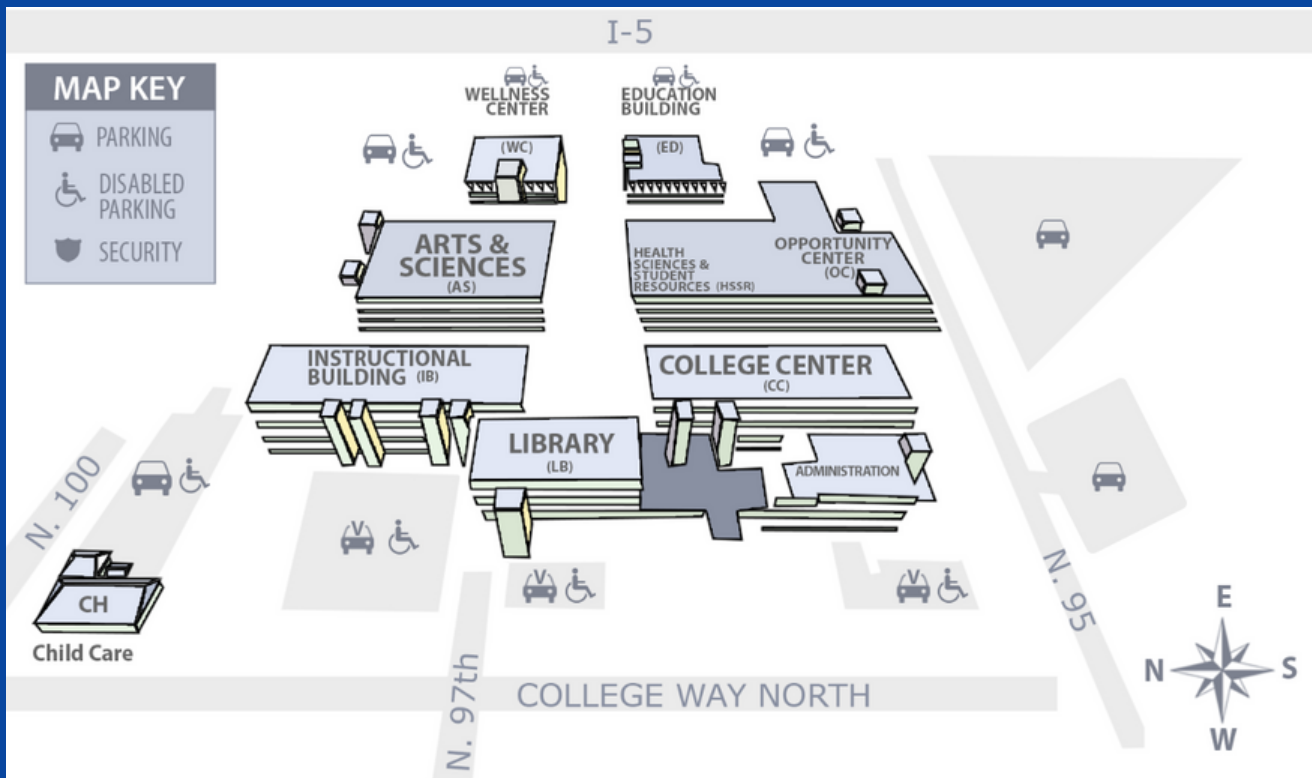 I-5
MAP KEY
PARKING
DISABLED
PARKING
SECURITY
WELLNESS
CENTER
(WC)
EDUCATION
BUILDING
(ED)
ARTS &
SCIENCES
(AS)
HEALTH
SCIENCES &
STUDENT
RESOURCES (HSSR)
OPPORTUNITY
CENTER
(OC)
INSTRUCTIONAL
BUILDING (IB)
COLLEGE CENTER
(CC)
LIBRARY
(LB)
ADMINISTRATION
N. 100
V
V
V
CH
Child Care
N. 97th
COLLEGE WAY NORTH
N. 95
E
N
S
W